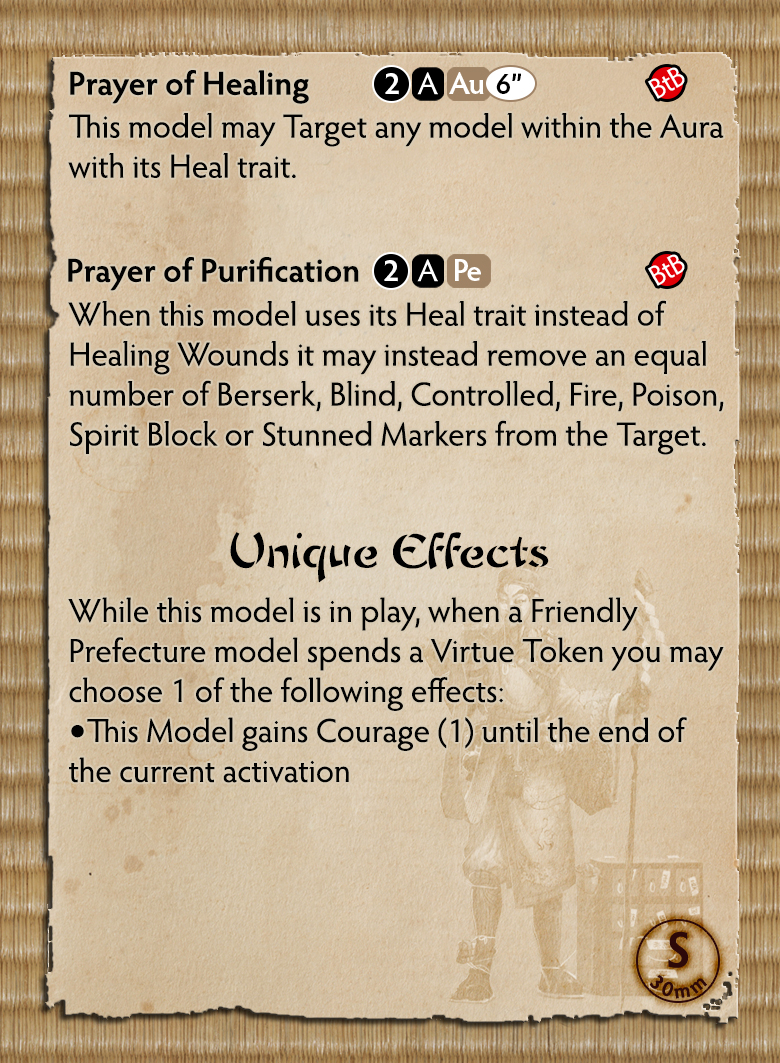 Prayer of Healing 2 A Au 6” BtB
This model may Target any model within the Aura
with its Heal trait.
Prayer of Purification 2 A Pe BtB
When this model uses its Heal trait instead of
Healing Wounds it may instead remove an equal
number of Berserk, Blind, Controlled, Fire, Poison,
Spirit Block or Stunned Markers from the Target.
Unique Effects
While this model is in play, when a Friendly
Prefecture model spends a Virtue Token you may
choose 1 of the following effects:
•This Model gains Courage (1) until the end of
the current activation
S
30mm